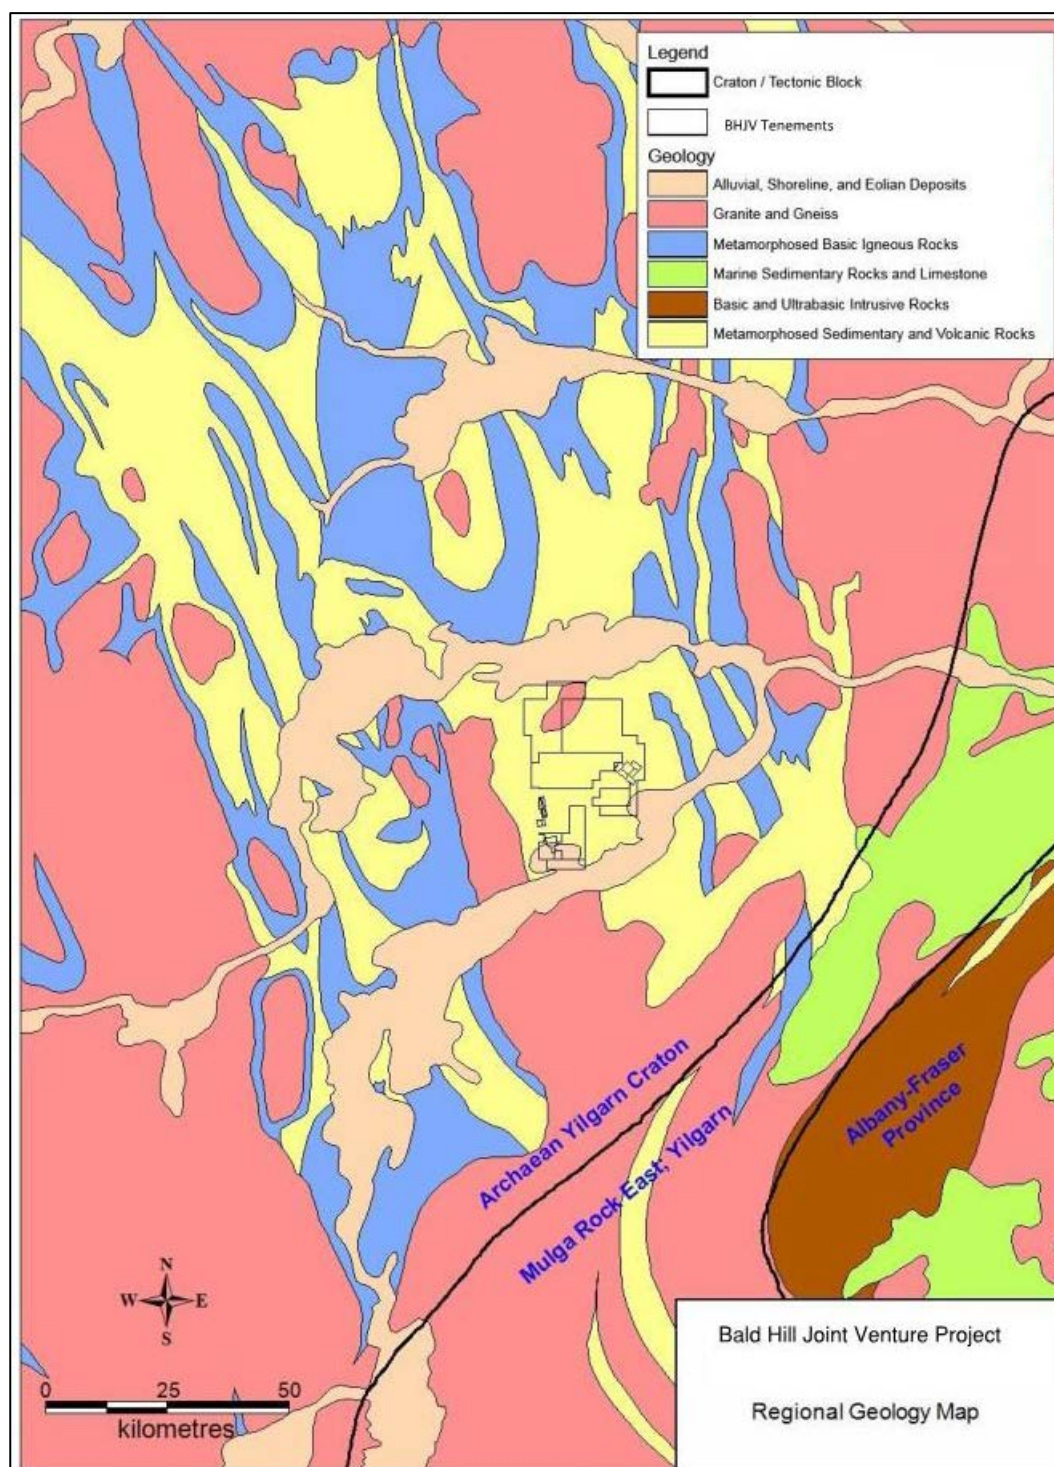 Legend
Craton / Tectonic Block
BHJV Tenements
Geology
Alluvial, Shoreline, and Eolian Deposits
Granite and Gneiss
Metamorphosed Basic Igneous Rocks
Marine Sedimentary Rocks and Limestone
Basic and Ultrabasic Intrusive Rocks
Metamorphosed Sedimentary and Volcanic Rocks
Archaean Yilgarn Craton
Mulga Rock East; Yilgarn
Albany-Fraser
Province
N
W E
S
0 25 50
kilometres
Bald Hill Joint Venture Project
Regional Geology Map